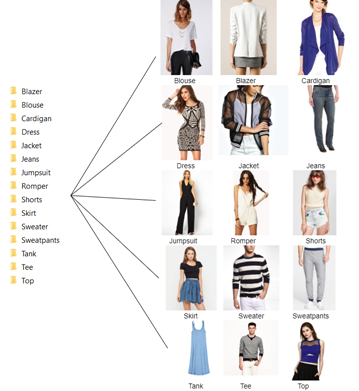 Blazer
Blouse
Cardigan
Dress
Jacket
Jeans
Jumpsuit
Romper
Shorts
Skirt
Sweater
Sweatpants
Tank
Tee
Top
Blouse Blazer Cardigan
Dress Jacket Jeans
Jumpsuit Romper Shorts
Skirt Sweater Sweatpants
Tank Tee Top